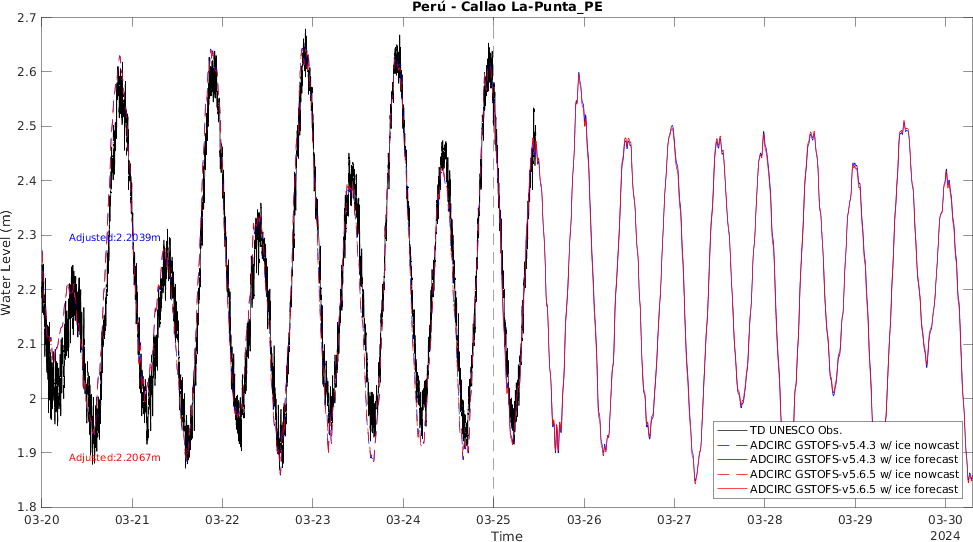 Perú - Callao La-Punta_PE
Water Level (m)
2.7
2.6
2.5
2.4
2.3
2.2
2.1
2
1.9
1.8
Adjusted:2.2039m
Adjusted:2.2067m
TD UNESCO Obs.
ADCIRC GSTOFS-v5.4.3 w/ ice nowcast
ADCIRC GSTOFS-v5.4.3 w/ ice forecast
ADCIRC GSTOFS-v5.6.5 w/ ice nowcast
ADCIRC GSTOFS-v5.6.5 w/ ice forecast
03-20 03-21 03-22 03-23 03-24 03-25 03-26 03-27 03-28 03-29 03-30
2024
Time